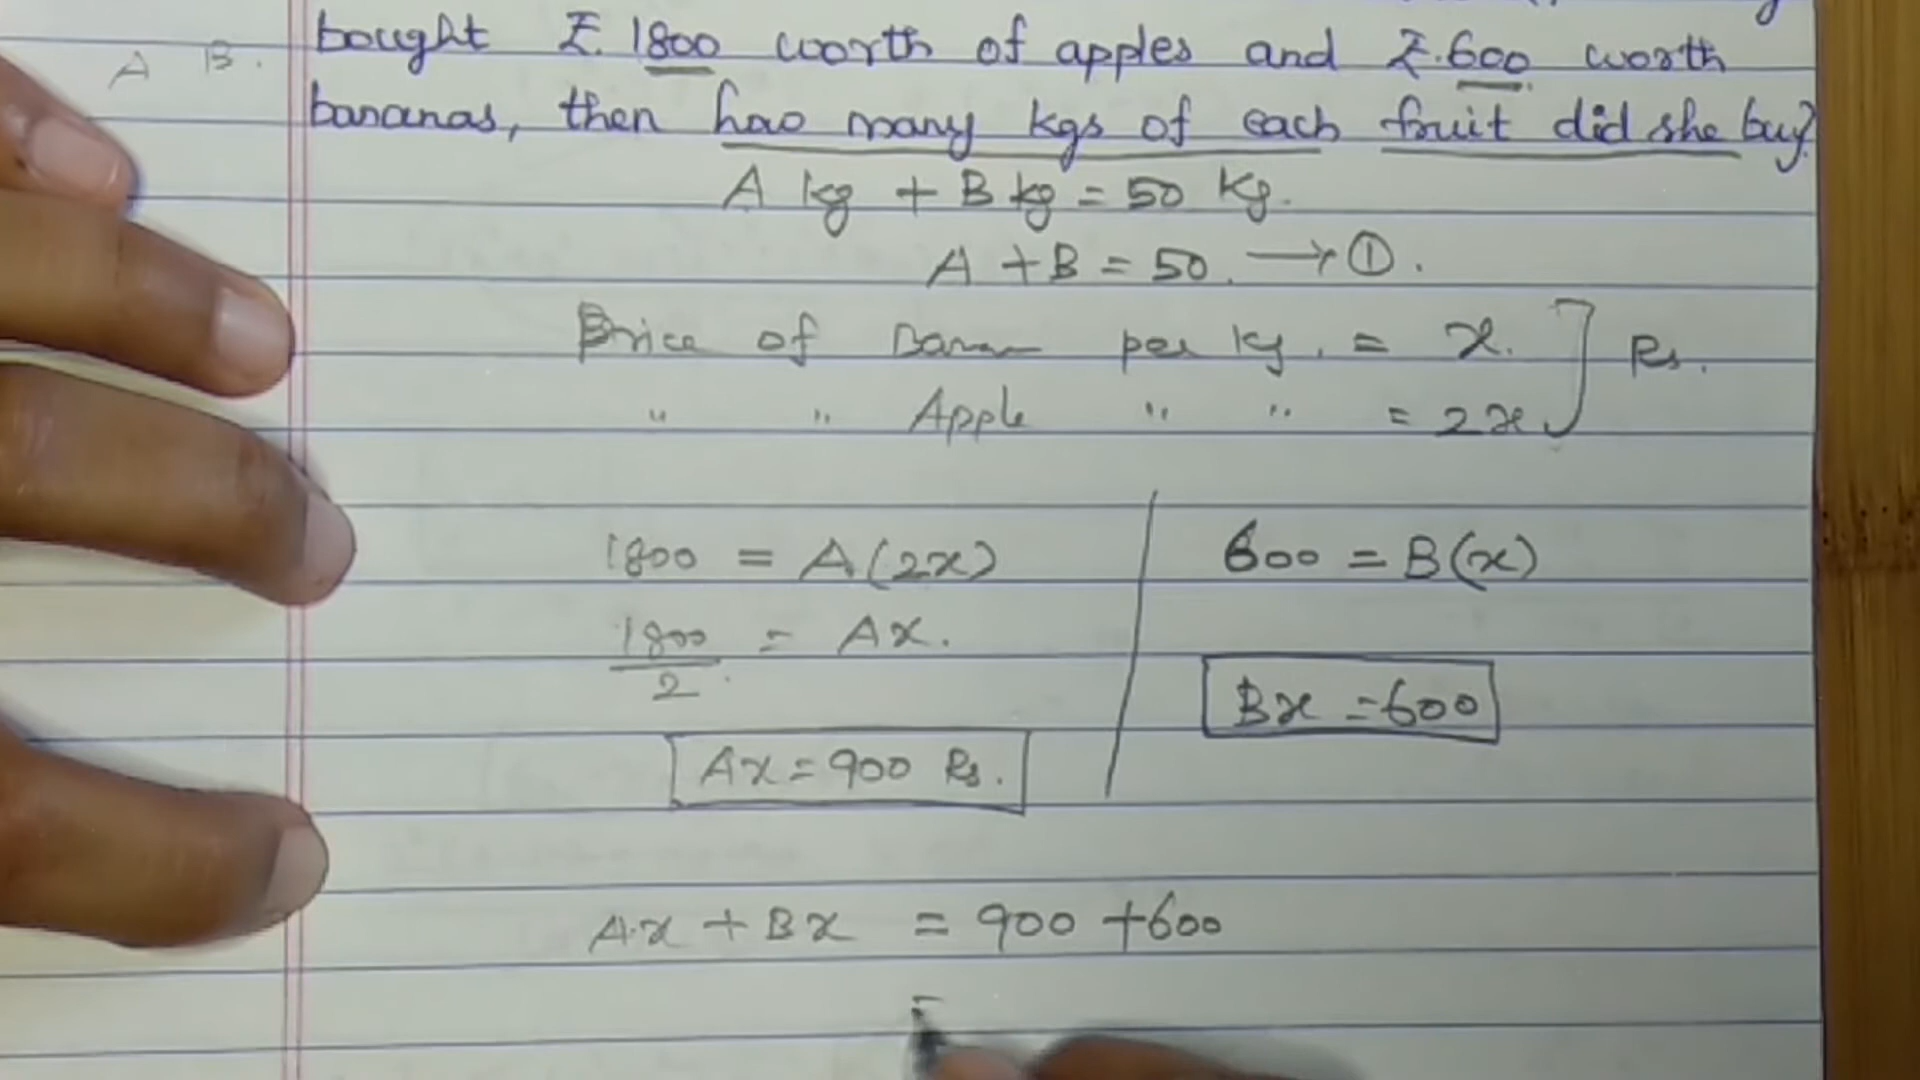 bought ₹. 1800 worth of apples and ₹.600 worth
A B.
bananas, then how many kgs of each fruit did she buy?
A kg + B kg = 50 Kg.
A + B = 50. → ①.
Price of Banan per kg. = x. ] Rs.
" " Apple " " = 2x
1800 = A(2x)
600 = B(x)
1800/2 = Ax.
Bx = 600
Ax = 900 Rs.
Ax + Bx = 900 + 600
=